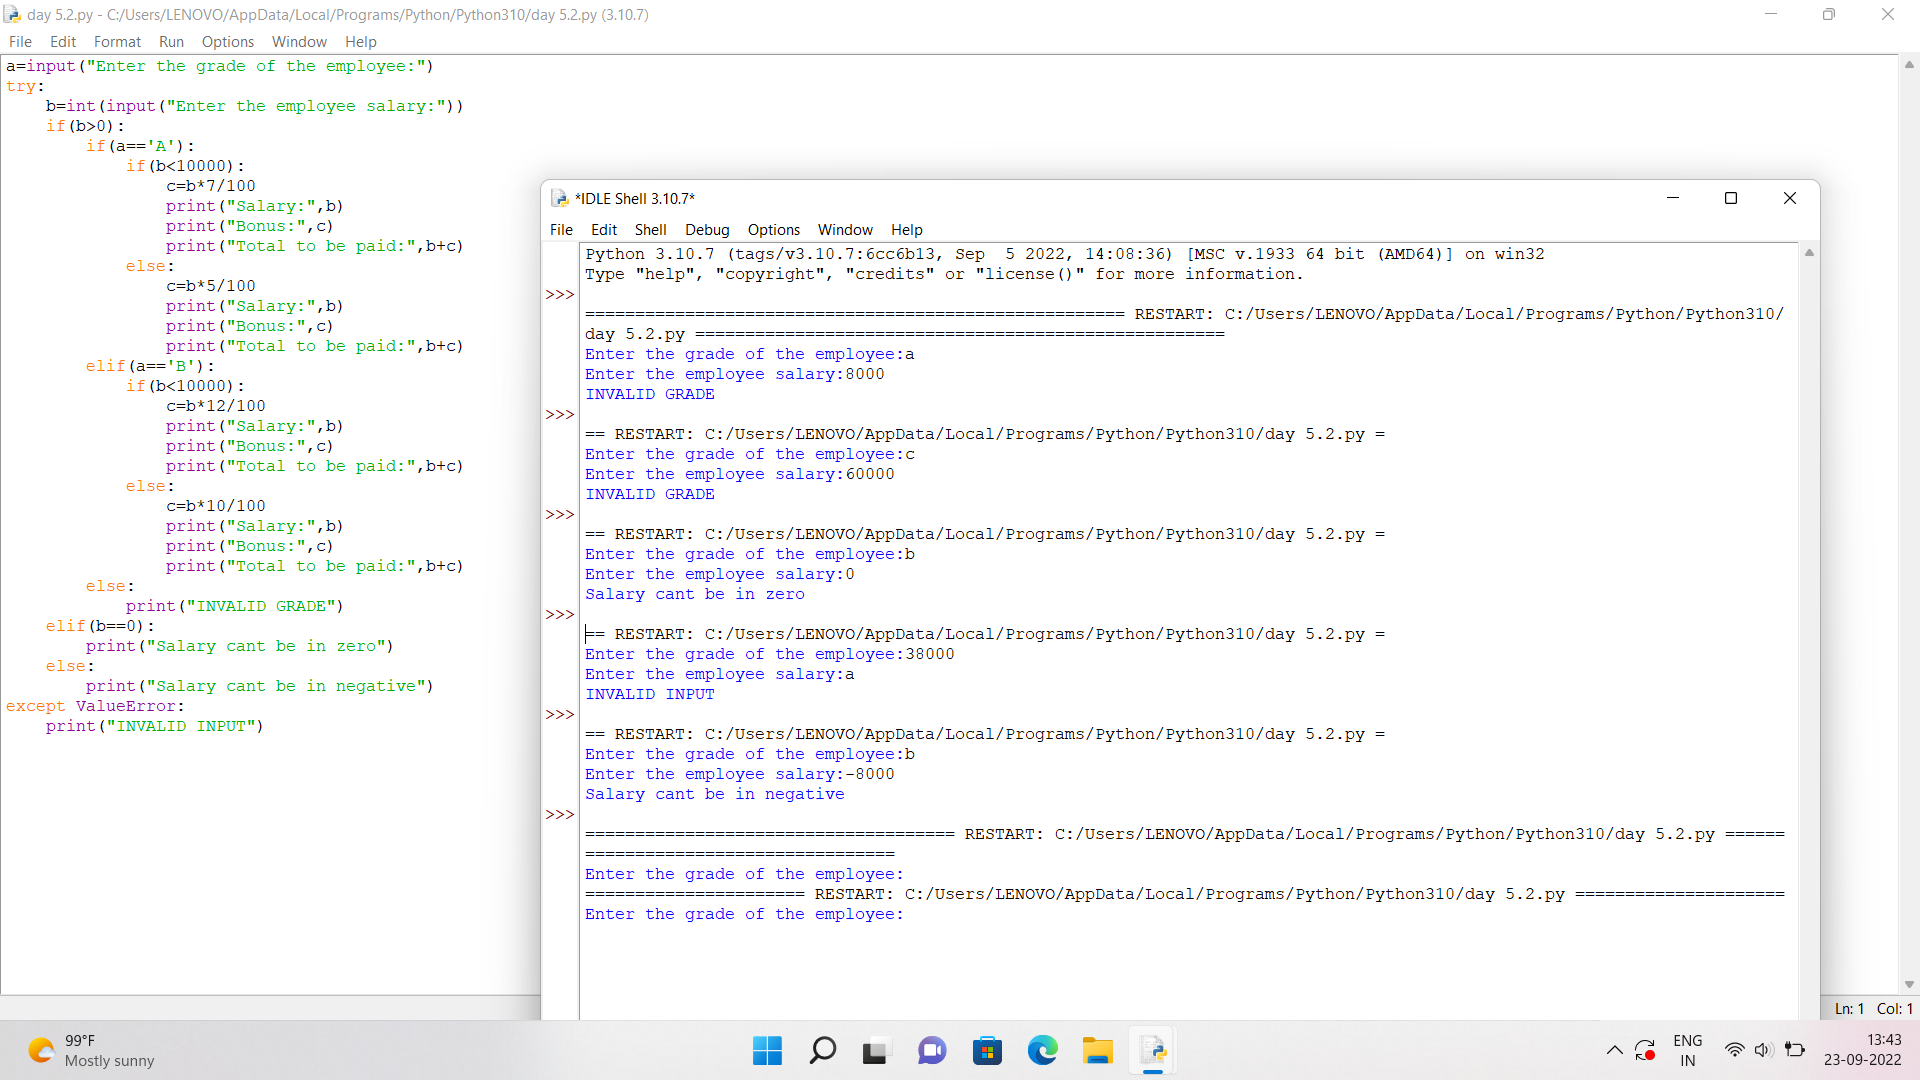 day 5.2.py - C:/Users/LENOVO/AppData/Local/Programs/Python/Python310/day 5.2.py (3.10.7)
File Edit Format Run Options Window Help
a=input("Enter the grade of the employee:")
try:
    b=int(input("Enter the employee salary:"))
    if(b>0):
        if(a=='A'):
            if(b<10000):
                c=b*7/100
                print("Salary:",b)
                print("Bonus:",c)
                print("Total to be paid:",b+c)
            else:
                c=b*5/100
                print("Salary:",b)
                print("Bonus:",c)
                print("Total to be paid:",b+c)
        elif(a=='B'):
            if(b<10000):
                c=b*12/100
                print("Salary:",b)
                print("Bonus:",c)
                print("Total to be paid:",b+c)
            else:
                c=b*10/100
                print("Salary:",b)
                print("Bonus:",c)
                print("Total to be paid:",b+c)
        else:
            print("INVALID GRADE")
    elif(b==0):
        print("Salary cant be in zero")
    else:
        print("Salary cant be in negative")
except ValueError:
    print("INVALID INPUT")
*IDLE Shell 3.10.7*
File Edit Shell Debug Options Window Help
Python 3.10.7 (tags/v3.10.7:6cc6b13, Sep  5 2022, 14:08:36) [MSC v.1933 64 bit (AMD64)] on win32
Type "help", "copyright", "credits" or "license()" for more information.
>>>
====================================================== RESTART: C:/Users/LENOVO/AppData/Local/Programs/Python/Python310/
day 5.2.py =====================================================
Enter the grade of the employee:a
Enter the employee salary:8000
INVALID GRADE
>>>
== RESTART: C:/Users/LENOVO/AppData/Local/Programs/Python/Python310/day 5.2.py =
Enter the grade of the employee:c
Enter the employee salary:60000
INVALID GRADE
>>>
== RESTART: C:/Users/LENOVO/AppData/Local/Programs/Python/Python310/day 5.2.py =
Enter the grade of the employee:b
Enter the employee salary:0
Salary cant be in zero
>>>
== RESTART: C:/Users/LENOVO/AppData/Local/Programs/Python/Python310/day 5.2.py =
Enter the grade of the employee:38000
Enter the employee salary:a
INVALID INPUT
>>>
== RESTART: C:/Users/LENOVO/AppData/Local/Programs/Python/Python310/day 5.2.py =
Enter the grade of the employee:b
Enter the employee salary:-8000
Salary cant be in negative
>>>
===================================== RESTART: C:/Users/LENOVO/AppData/Local/Programs/Python/Python310/day 5.2.py ======
===============================
Enter the grade of the employee:
====================== RESTART: C:/Users/LENOVO/AppData/Local/Programs/Python/Python310/day 5.2.py =====================
Enter the grade of the employee:
Ln: 1 Col: 1
99°F
Mostly sunny
ENG
IN
13:43
23-09-2022